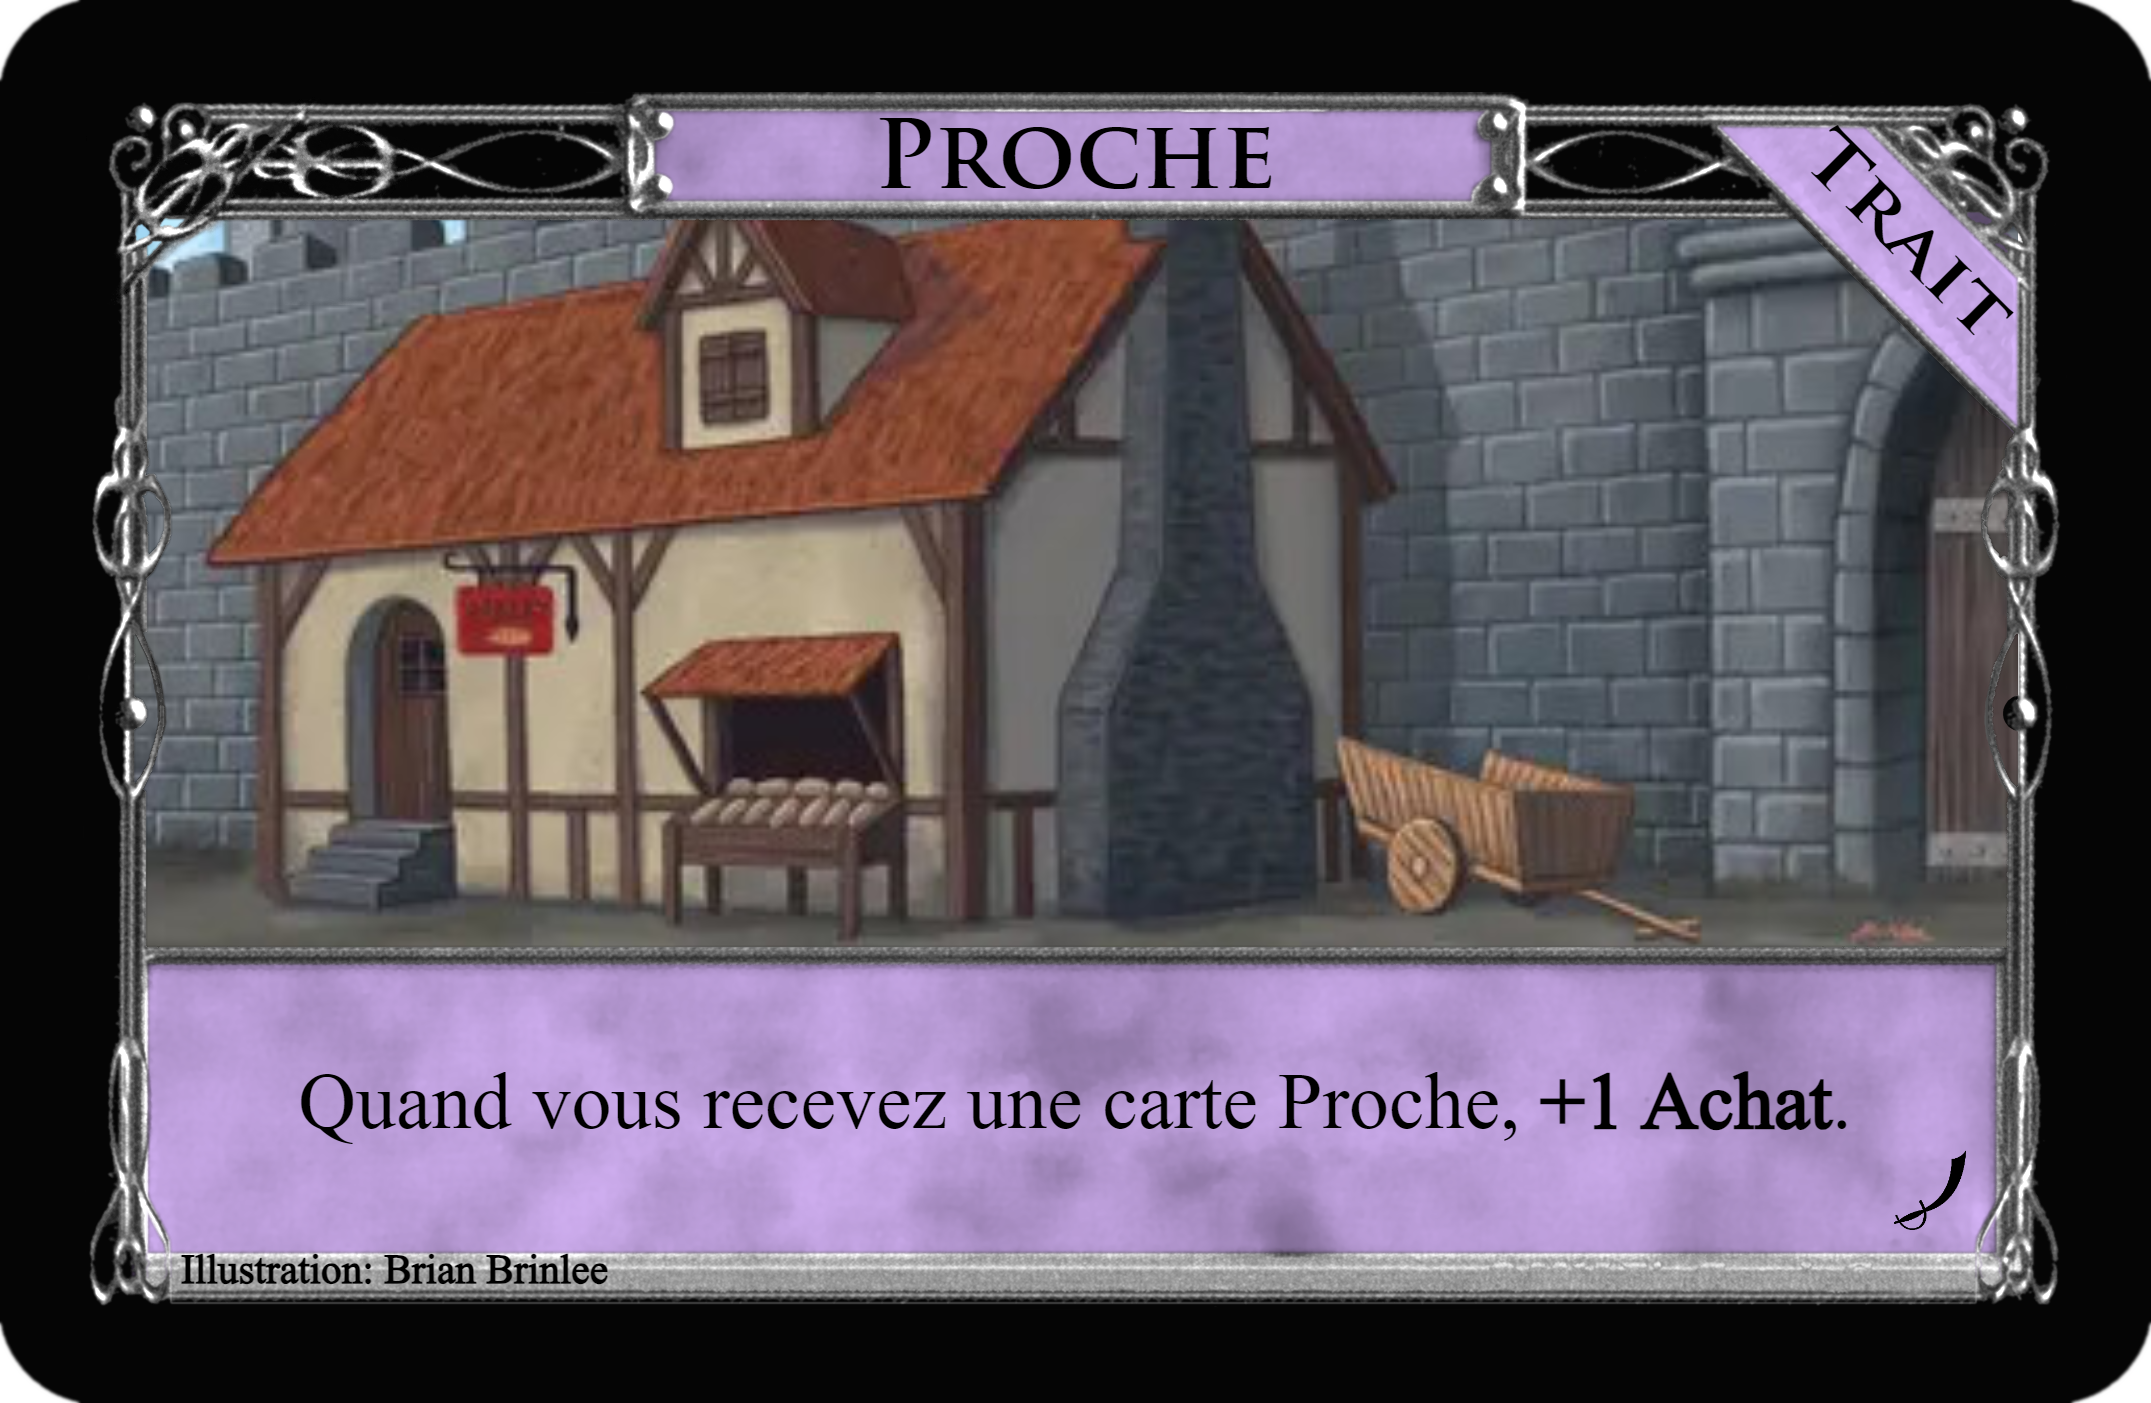 PROCHE
TRAIT
Quand vous recevez une carte Proche, +1 Achat.
Illustration: Brian Brinlee